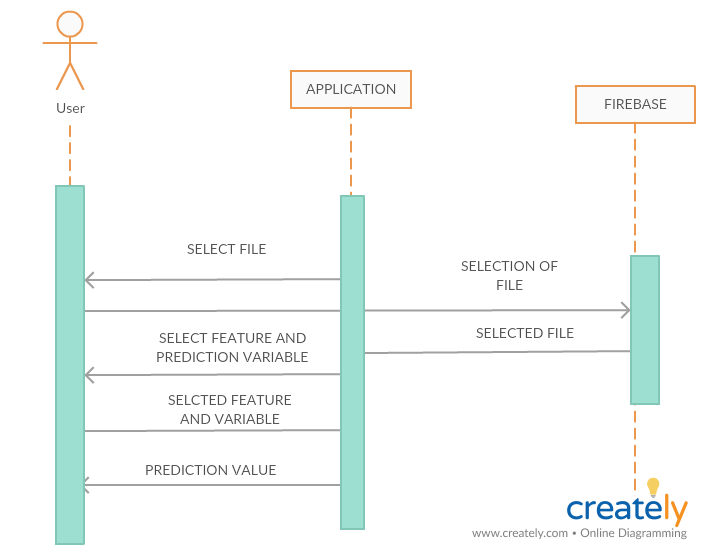 User
APPLICATION
FIREBASE
SELECT FILE
SELECTION OF
FILE
SELECTED FILE
SELECT FEATURE AND
PREDICTION VARIABLE
SELCTED FEATURE
AND VARIABLE
PREDICTION VALUE
creately
www.creately.com • Online Diagramming